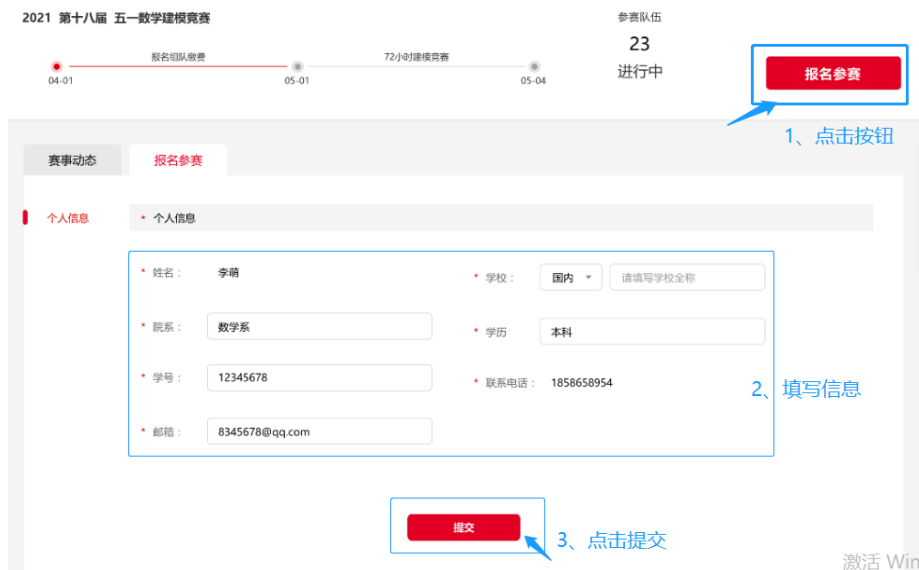 2021 第十八届 五一数学建模竞赛
参赛队伍
23
进行中
报名组队缴费
72小时建模竞赛
04-01
05-01
05-04
报名参赛
1、点击按钮
赛事动态
报名参赛
个人信息
* 个人信息
* 姓名： 李萌
* 学校： 国内 请填写学校全称
* 院系： 数学系
* 学历 本科
* 学号： 12345678
* 联系电话： 1858658954
2、填写信息
* 邮箱： 8345678@qq.com
提交
3、点击提交
激活 Win